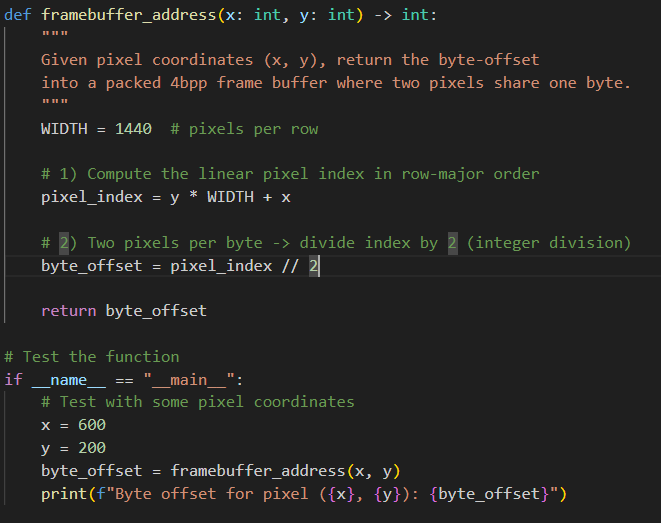 def framebuffer_address(x: int, y: int) -> int:
    """
    Given pixel coordinates (x, y), return the byte-offset
    into a packed 4bpp frame buffer where two pixels share one byte.
    """
    WIDTH = 1440  # pixels per row

    # 1) Compute the linear pixel index in row-major order
    pixel_index = y * WIDTH + x

    # 2) Two pixels per byte -> divide index by 2 (integer division)
    byte_offset = pixel_index // 2

    return byte_offset

# Test the function
if __name__ == "__main__":
    # Test with some pixel coordinates
    x = 600
    y = 200
    byte_offset = framebuffer_address(x, y)
    print(f"Byte offset for pixel ({x}, {y}): {byte_offset}")